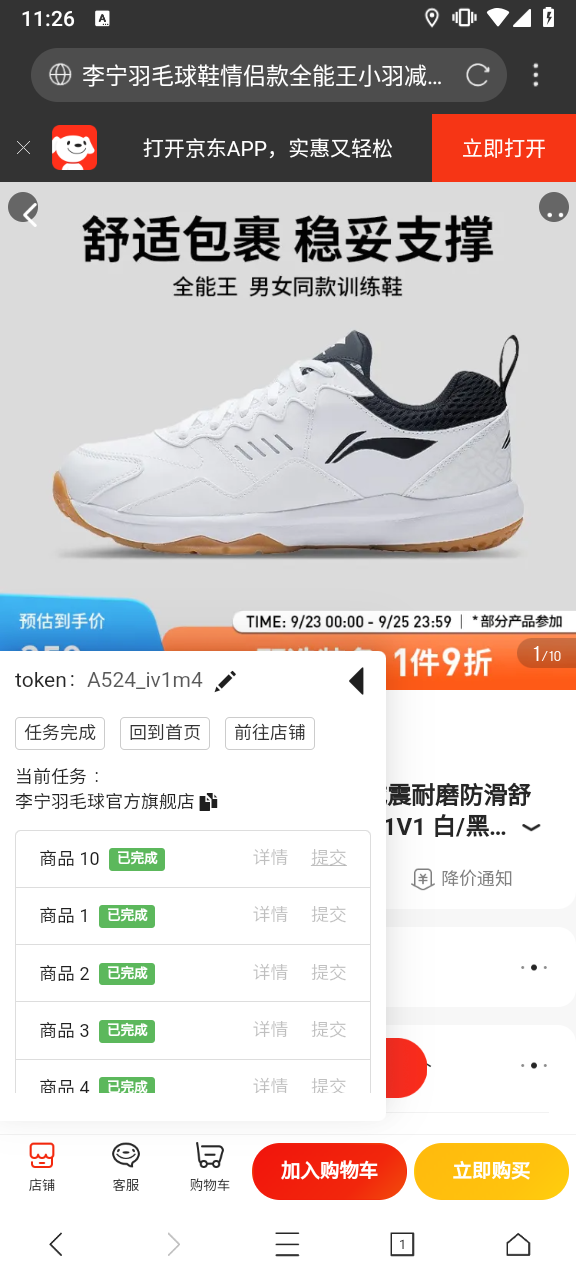 11:26
A
李宁羽毛球鞋情侣款全能王小羽减...
打开京东APP，实惠又轻松
立即打开
舒适包裹 稳妥支撑
全能王 男女同款训练鞋
预估到手价
TIME: 9/23 00:00 - 9/25 23:59 | *部分产品参加
1件9折
1/10
token： A524_iv1m4
任务完成 回到首页 前往店铺
当前任务：
李宁羽毛球官方旗舰店
震耐磨防滑舒
1V1 白/黑...
降价通知
商品 10 已完成 详情 提交
商品 1 已完成 详情 提交
商品 2 已完成 详情 提交
商品 3 已完成 详情 提交
商品 4 已完成 详情 提交
店铺 客服 购物车 加入购物车 立即购买
1